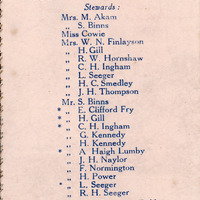 Stewards :
Mrs. M. Akam
„ S. Binns
Miss Cowie
Mrs. W. N. Finlayson
„ H. Gill
„ R. W. Hornshaw
„ C. H. Ingham
„ L. Seeger
„ H. C. Smedley
„ J. H. Thompson
Mr. S. Binns
* „ E. Clifford Fry
* „ H. Gill
* „ C. H. Ingham
„ G. Kennedy
„ H. Kennedy
* „ A Haigh Lumby
„ J. H. Naylor
„ F. Normington
„ H. Power
* „ L. Seeger
„ R. H. Seeger